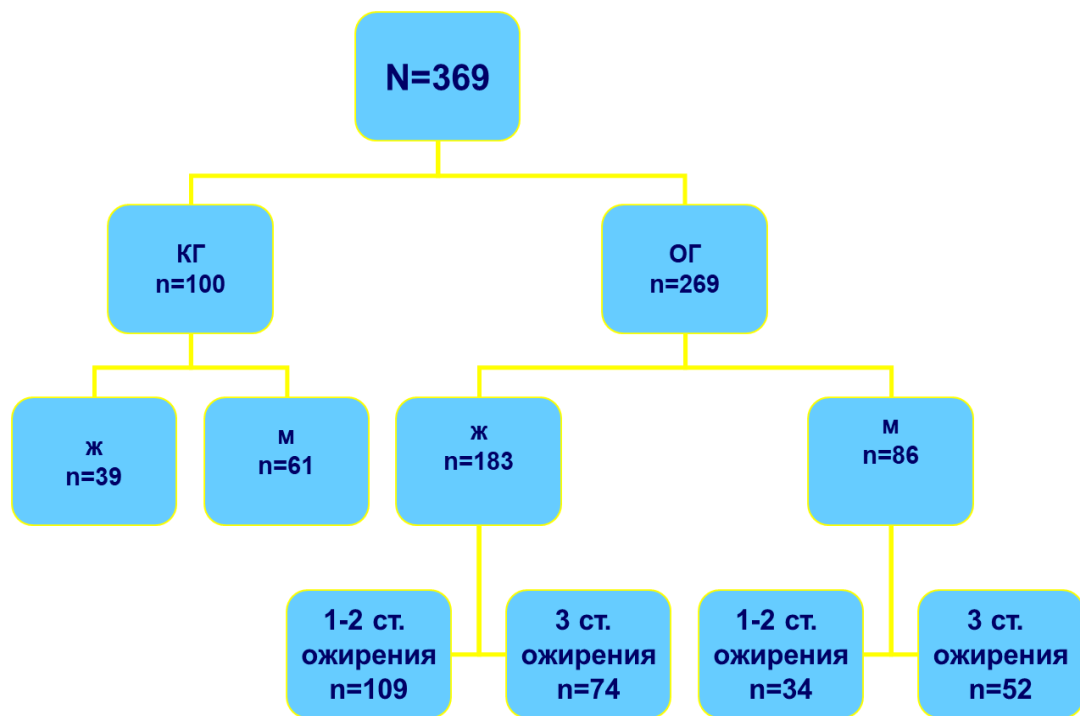 N=369
КГ
n=100
ОГ
n=269
ж
n=39
м
n=61
ж
n=183
м
n=86
1-2 ст.
ожирения
n=109
3 ст.
ожирения
n=74
1-2 ст.
ожирения
n=34
3 ст.
ожирения
n=52